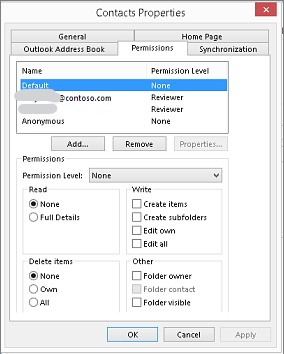 Contacts Properties
General Home Page
Outlook Address Book Permissions Synchronization
Name Permission Level
Default None
@contoso.com Reviewer
Reviewer
Anonymous None
Add... Remove Properties...
Permissions
Permission Level: None
Read Write
None Create items
Full Details Create subfolders
Edit own
Edit all
Delete items Other
None Folder owner
Own Folder contact
All Folder visible
OK Cancel Apply